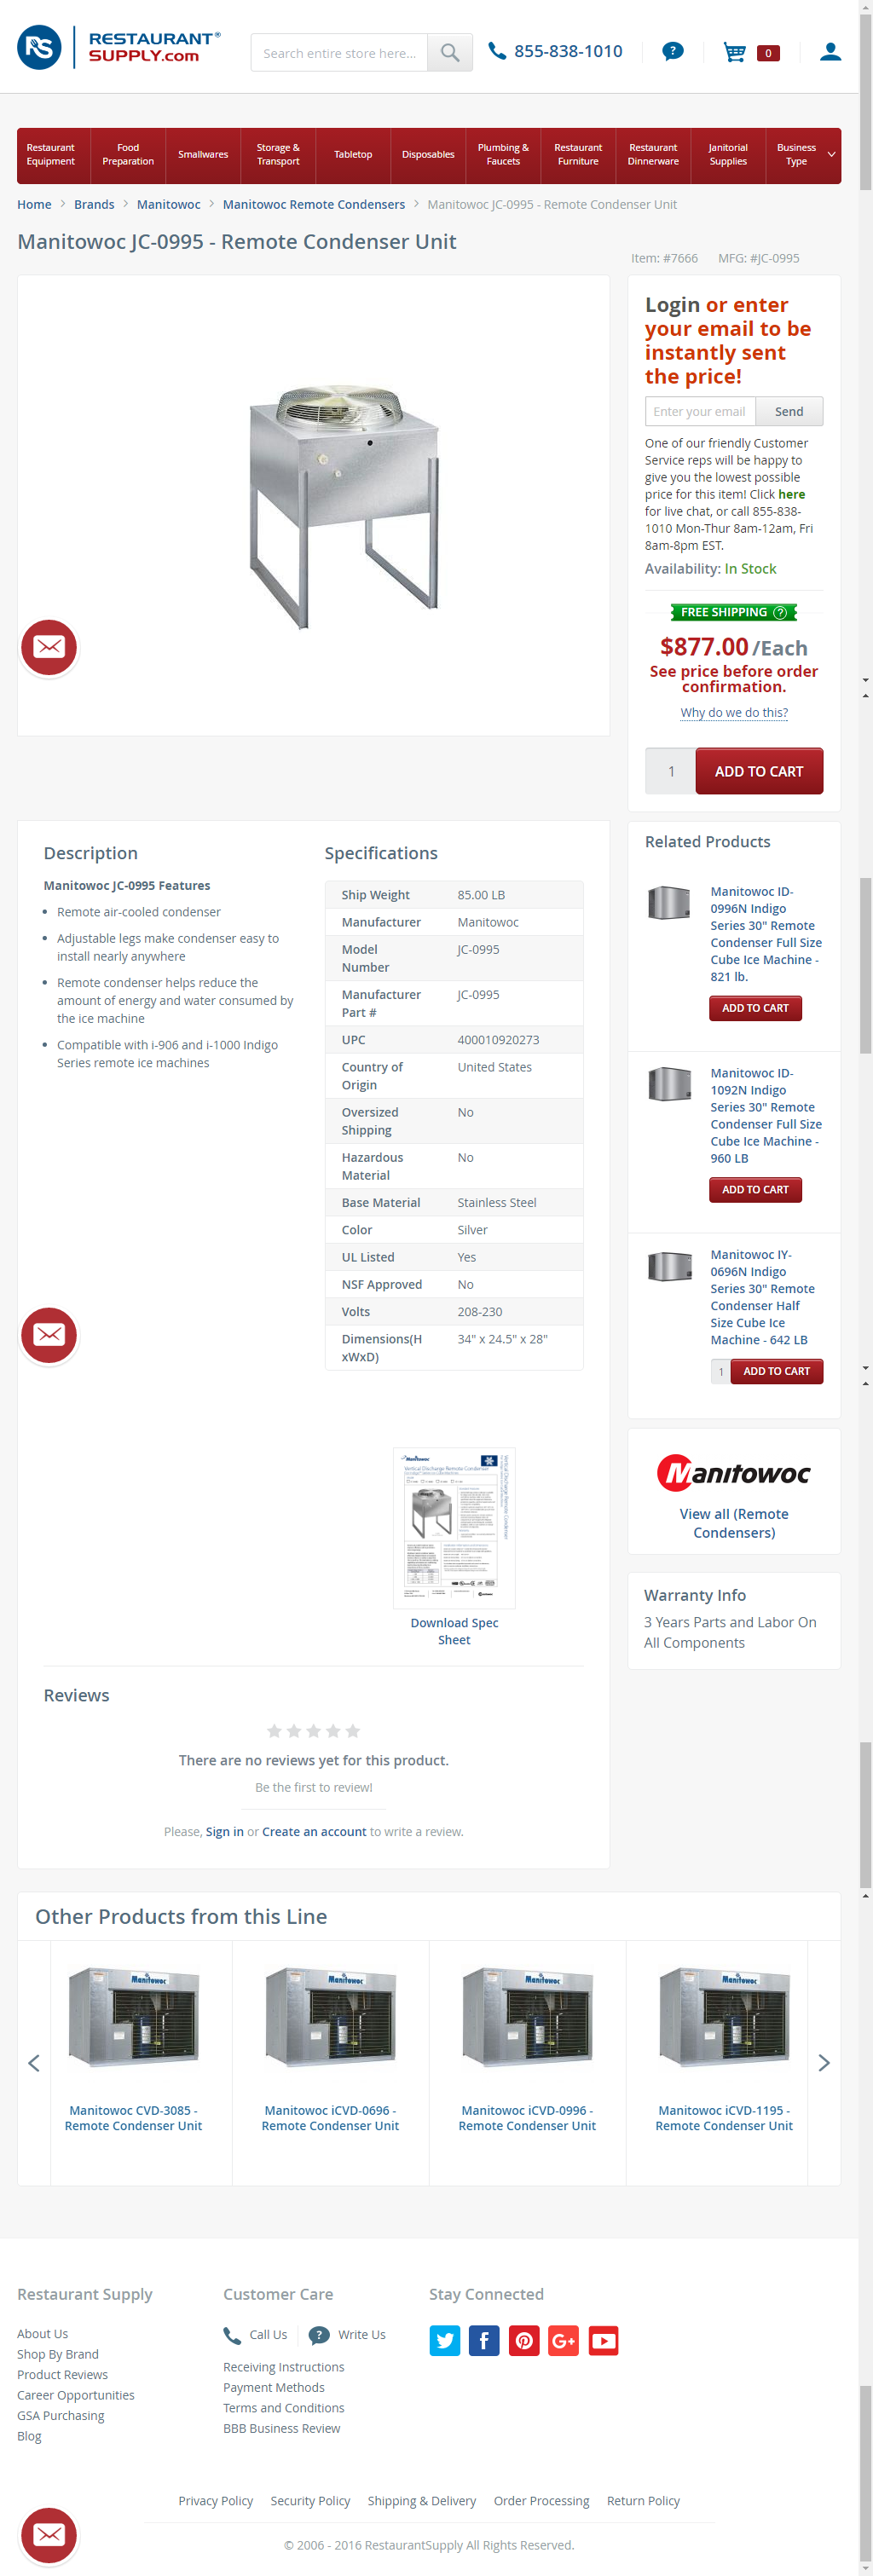 RS RESTAURANT®
SUPPLY.com
Search entire store here...
855-838-1010
?
0
Restaurant Equipment
Food Preparation
Smallwares
Storage & Transport
Tabletop
Disposables
Plumbing & Faucets
Restaurant Furniture
Restaurant Dinnerware
Janitorial Supplies
Business Type
Home > Brands > Manitowoc > Manitowoc Remote Condensers > Manitowoc JC-0995 - Remote Condenser Unit
Manitowoc JC-0995 - Remote Condenser Unit
Item: #7666 MFG: #JC-0995
Login or enter
your email to be
instantly sent
the price!
Enter your email Send
One of our friendly Customer
Service reps will be happy to
give you the lowest possible
price for this item! Click here
for live chat, or call 855-838-
1010 Mon-Thur 8am-12am, Fri
8am-8pm EST.
Availability: In Stock
FREE SHIPPING ?
$877.00 /Each
See price before order
confirmation.
Why do we do this?
1 ADD TO CART
Description
Manitowoc JC-0995 Features
Remote air-cooled condenser
Adjustable legs make condenser easy to
install nearly anywhere
Remote condenser helps reduce the
amount of energy and water consumed by
the ice machine
Compatible with i-906 and i-1000 Indigo
Series remote ice machines
Specifications
Ship Weight 85.00 LB
Manufacturer Manitowoc
Model JC-0995
Number
Manufacturer JC-0995
Part #
UPC 400010920273
Country of United States
Origin
Oversized No
Shipping
Hazardous No
Material
Base Material Stainless Steel
Color Silver
UL Listed Yes
NSF Approved No
Volts 208-230
Dimensions(H 34" x 24.5" x 28"
xWxD)
Manitowoc
Vertical Discharge Remote Condenser
Download Spec
Sheet
Related Products
Manitowoc ID-
0996N Indigo
Series 30" Remote
Condenser Full Size
Cube Ice Machine -
821 lb.
ADD TO CART
Manitowoc ID-
1092N Indigo
Series 30" Remote
Condenser Full Size
Cube Ice Machine -
960 LB
ADD TO CART
Manitowoc IY-
0696N Indigo
Series 30" Remote
Condenser Half
Size Cube Ice
Machine - 642 LB
1 ADD TO CART
Manitowoc
View all (Remote
Condensers)
Warranty Info
3 Years Parts and Labor On
All Components
Reviews
There are no reviews yet for this product.
Be the first to review!
Please, Sign in or Create an account to write a review.
Other Products from this Line
Manitowoc
Manitowoc
Manitowoc
Manitowoc
Manitowoc CVD-3085 -
Remote Condenser Unit
Manitowoc iCVD-0696 -
Remote Condenser Unit
Manitowoc iCVD-0996 -
Remote Condenser Unit
Manitowoc iCVD-1195 -
Remote Condenser Unit
Restaurant Supply
About Us
Shop By Brand
Product Reviews
Career Opportunities
GSA Purchasing
Blog
Customer Care
Call Us ? Write Us
Receiving Instructions
Payment Methods
Terms and Conditions
BBB Business Review
Stay Connected
f G+
Privacy Policy Security Policy Shipping & Delivery Order Processing Return Policy
© 2006 - 2016 RestaurantSupply All Rights Reserved.